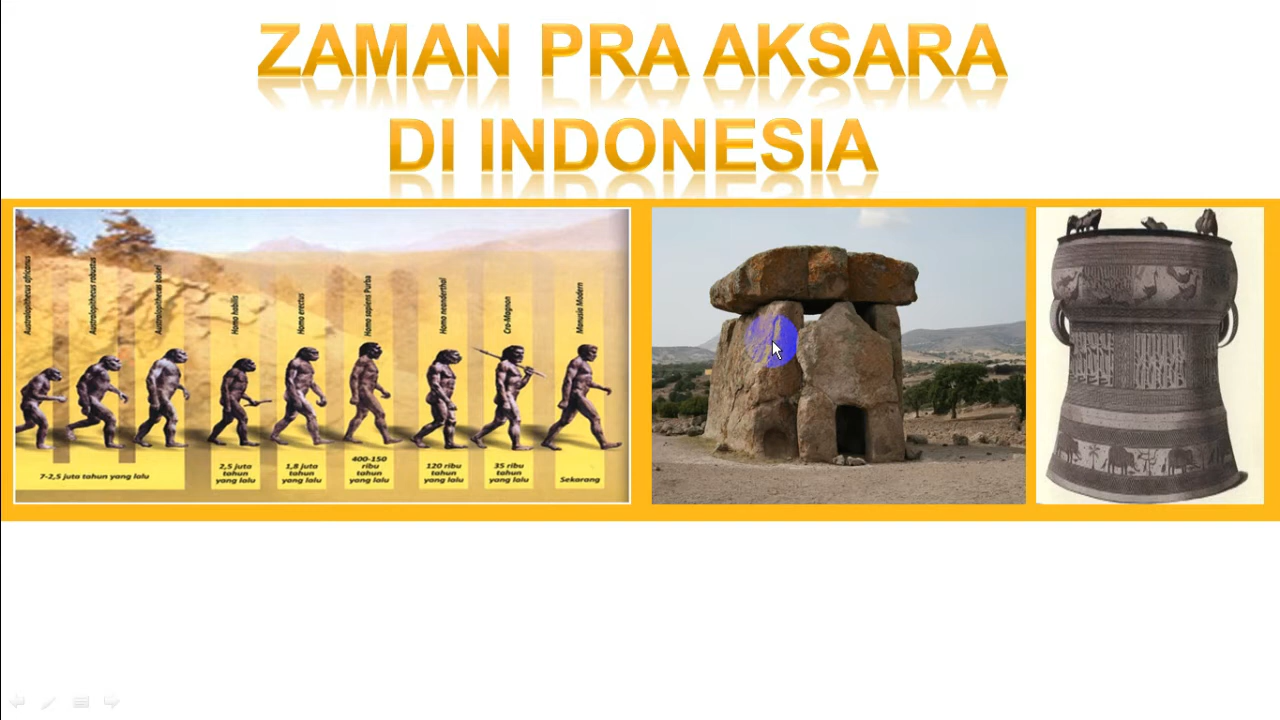 ZAMAN PRA AKSARA
DI INDONESIA
Australopithecus africanus
Australopithecus robustus
Australopithecus boisei
Homo habilis
Homo erectus
Homo sapiens Purba
Homo neanderthal
Cro-Magnon
Manusia Modern
7-2,5 juta tahun yang lalu
2,5 juta
tahun
yang lalu
1,8 juta
tahun
yang lalu
400-150
ribu
tahun
yang lalu
120 ribu
tahun
yang lalu
35 ribu
tahun
yang lalu
Sekarang